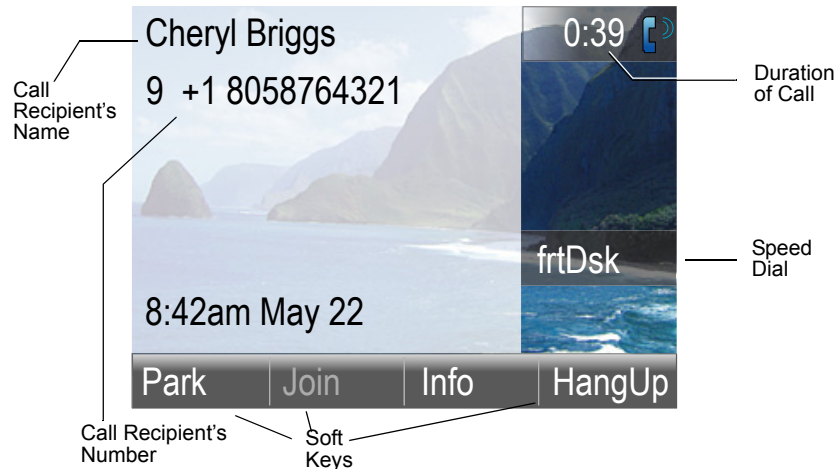 Cheryl Briggs
0:39
9 +1 8058764321
Call
Recipient's
Name
Duration
of Call
frtDsk
Speed
Dial
8:42am May 22
Park
Join
Info
HangUp
Call Recipient's
Number
Soft
Keys